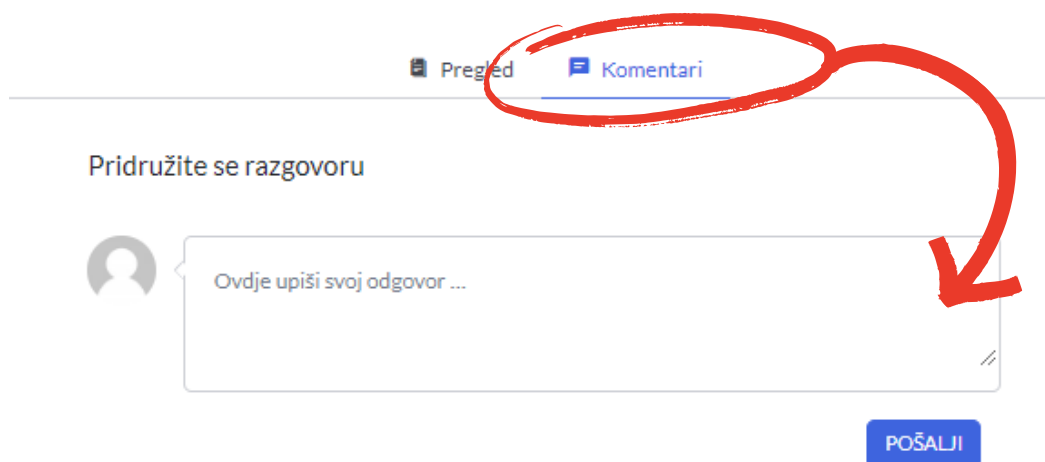 Pregled Komentari
Pridružite se razgovoru
Ovdje upiši svoj odgovor ...
POŠALJI